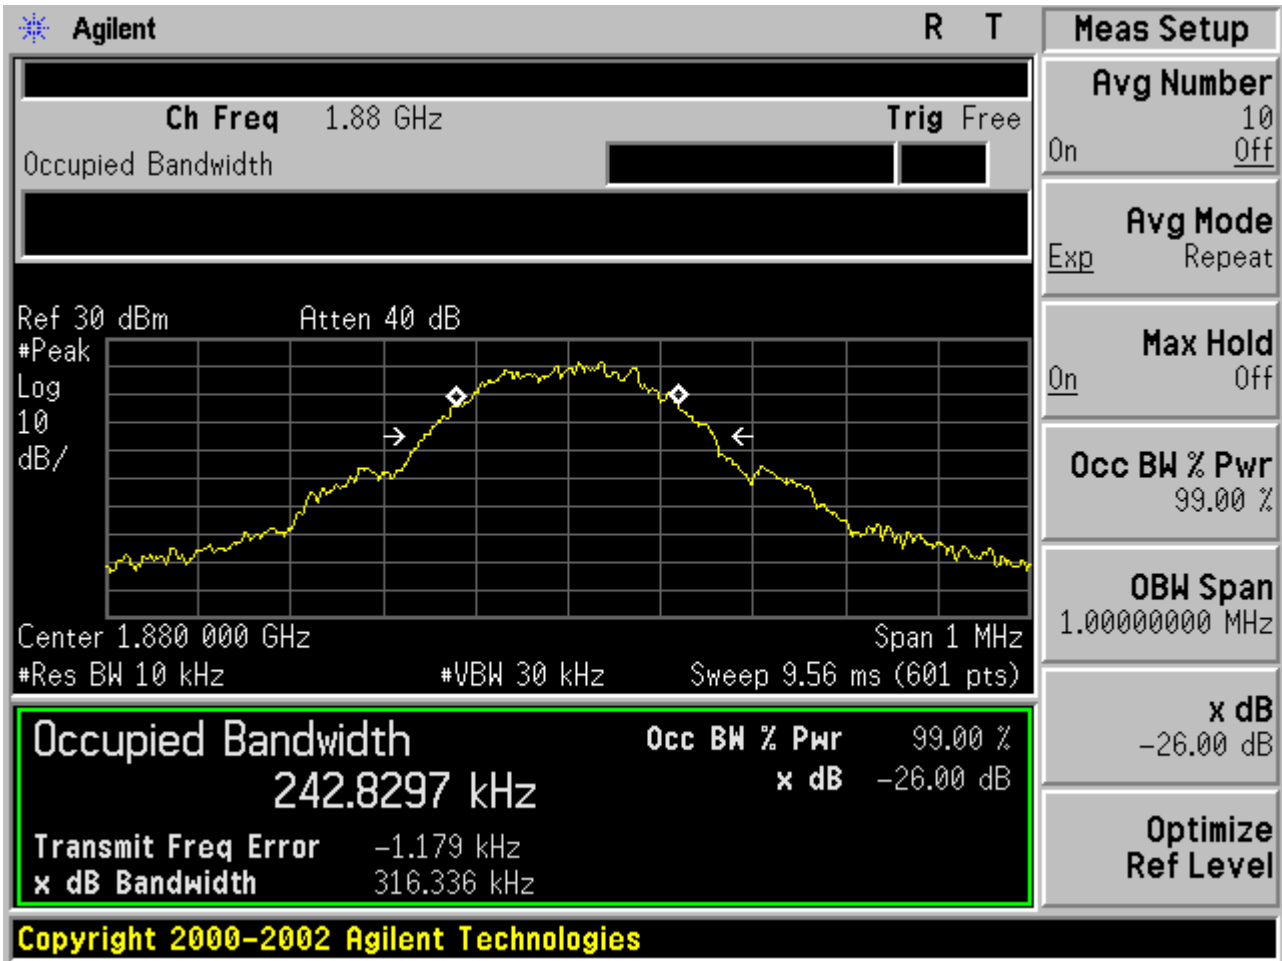 Agilent R T
Ch Freq 1.88 GHz Trig Free
Occupied Bandwidth
Ref 30 dBm Atten 40 dB
#Peak
Log
10
dB/
Center 1.880 000 GHz Span 1 MHz
#Res BW 10 kHz #VBW 30 kHz Sweep 9.56 ms (601 pts)
Occupied Bandwidth Occ BW % Pwr 99.00 %
242.8297 kHz x dB -26.00 dB
Transmit Freq Error -1.179 kHz
x dB Bandwidth 316.336 kHz
Copyright 2000-2002 Agilent Technologies
Meas Setup
Avg Number
10
On Off
Avg Mode
Exp Repeat
Max Hold
On Off
Occ BW % Pwr
99.00 %
OBW Span
1.00000000 MHz
x dB
-26.00 dB
Optimize
Ref Level